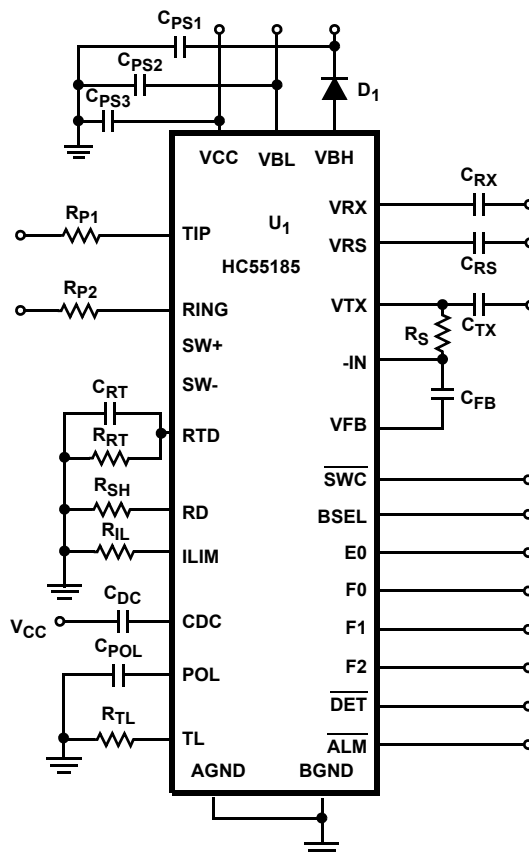 CPS1
CPS2
CPS3
D1
VCC VBL VBH
RP1
TIP
U1
HC55185
VRX
CRX
VRS
CRS
RP2
RING
VTX
CTX
RS
SW+
-IN
SW-
CFB
CRT
RTD
RRT
VFB
RSH
RD
SWC
BSEL
RIL
ILIM
E0
F0
CDC
VCC
CDC
F1
CPOL
POL
F2
RTL
TL
DET
ALM
AGND BGND